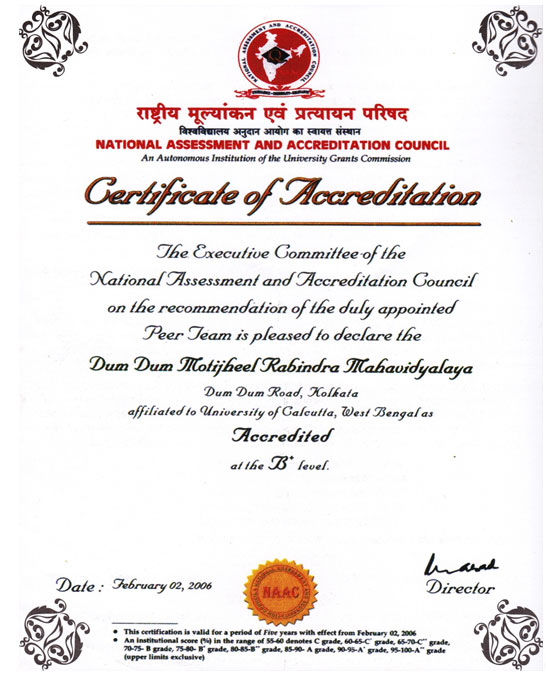 NATIONAL ASSESSMENT AND ACCREDITATION COUNCIL
राष्ट्रीय मूल्यांकन एवं प्रत्यायन परिषद
विश्वविद्यालय अनुदान आयोग का स्वायत्त संस्थान
NATIONAL ASSESSMENT AND ACCREDITATION COUNCIL
An Autonomous Institution of the University Grants Commission
Certificate of Accreditation
The Executive Committee of the
National Assessment and Accreditation Council
on the recommendation of the duly appointed
Peer Team is pleased to declare the
Dum Dum Motijheel Rabindra Mahavidyalaya
Dum Dum Road, Kolkata
affiliated to University of Calcutta, West Bengal as
Accredited
at the B+ level.
NAAC
Date : February 02, 2006
Director
• This certification is valid for a period of Five years with effect from February 02, 2006
• An institutional score (%) in the range of 55-60 denotes C grade, 60-65-C+ grade, 65-70-C++ grade,
70-75- B grade, 75-80- B+ grade, 80-85-B++ grade, 85-90- A grade, 90-95-A+ grade, 95-100-A++ grade
(upper limits exclusive)